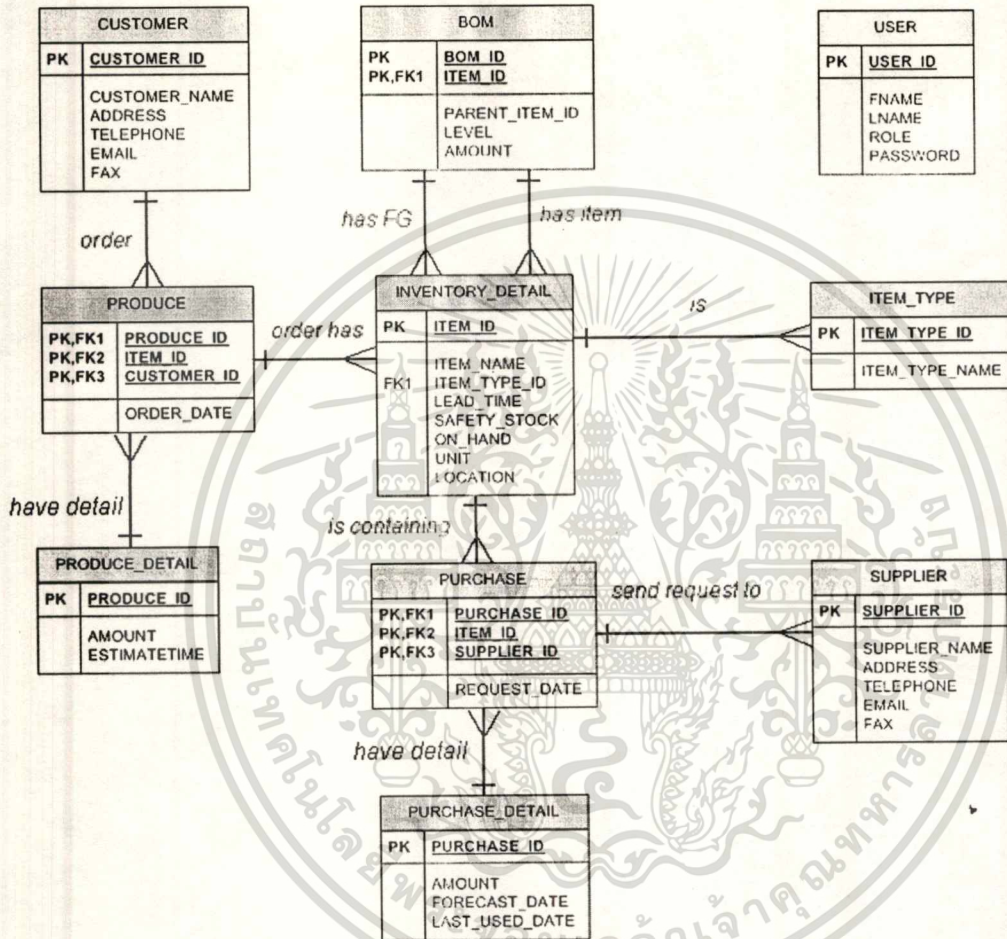 CUSTOMER
PK CUSTOMER_ID
CUSTOMER_NAME
ADDRESS
TELEPHONE
EMAIL
FAX
BOM
PK BOM_ID
PK,FK1 ITEM_ID
PARENT_ITEM_ID
LEVEL
AMOUNT
USER
PK USER_ID
FNAME
LNAME
ROLE
PASSWORD
order
has FG
has item
PRODUCE
PK,FK1 PRODUCE_ID
PK,FK2 ITEM_ID
PK,FK3 CUSTOMER_ID
ORDER_DATE
order has
INVENTORY_DETAIL
PK ITEM_ID
ITEM_NAME
FK1 ITEM_TYPE_ID
LEAD_TIME
SAFETY_STOCK
ON_HAND
UNIT
LOCATION
is
ITEM_TYPE
PK ITEM_TYPE_ID
ITEM_TYPE_NAME
have detail
is containing
PRODUCE_DETAIL
PK PRODUCE_ID
AMOUNT
ESTIMATETIME
PURCHASE
PK,FK1 PURCHASE_ID
PK,FK2 ITEM_ID
PK,FK3 SUPPLIER_ID
REQUEST_DATE
send request to
SUPPLIER
PK SUPPLIER_ID
SUPPLIER_NAME
ADDRESS
TELEPHONE
EMAIL
FAX
have detail
PURCHASE_DETAIL
PK PURCHASE_ID
AMOUNT
FORECAST_DATE
LAST_USED_DATE